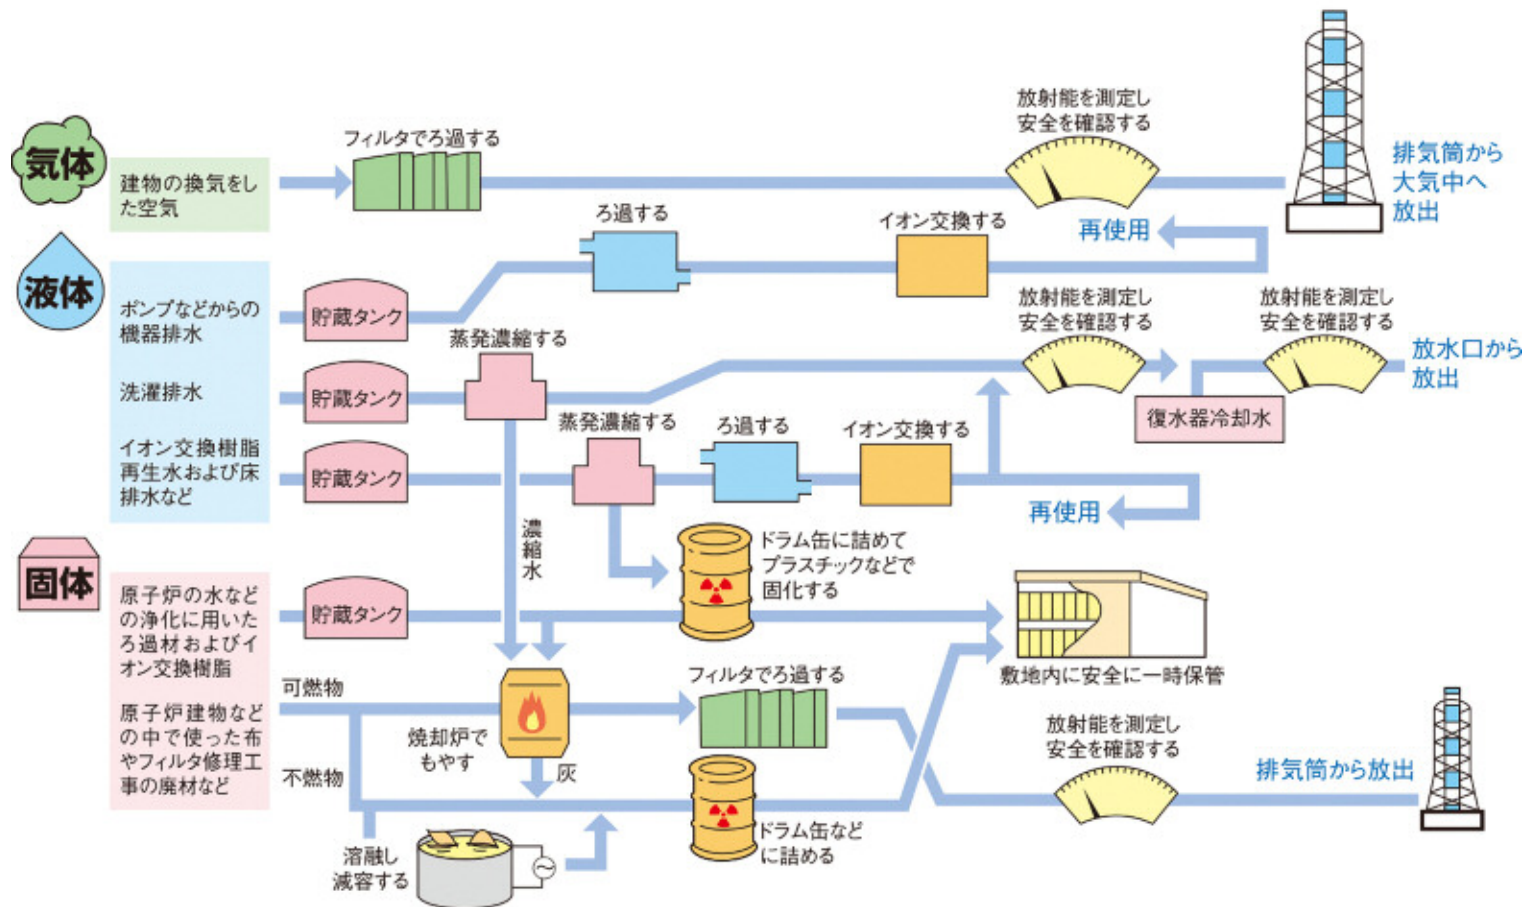 気体
建物の換気をし
た空気
フィルタでろ過する
放射能を測定し
安全を確認する
排気筒から
大気中へ
放出
液体
ポンプなどからの
機器排水
貯蔵タンク
ろ過する
イオン交換する
再使用
洗濯排水
貯蔵タンク
蒸発濃縮する
放射能を測定し
安全を確認する
復水器冷却水
放射能を測定し
安全を確認する
放水口から
放出
イオン交換樹脂
再生水および床
排水など
貯蔵タンク
蒸発濃縮する
ろ過する
イオン交換する
再使用
濃縮水
ドラム缶に詰めて
プラスチックなどで
固化する
固体
原子炉の水など
の浄化に用いた
ろ過材およびイ
オン交換樹脂
貯蔵タンク
敷地内に安全に一時保管
原子炉建物など
の中で使った布
やフィルタ修理工
事の廃材など
可燃物
不燃物
焼却炉で
もやす
灰
フィルタでろ過する
放射能を測定し
安全を確認する
排気筒から放出
溶融し
減容する
ドラム缶など
に詰める